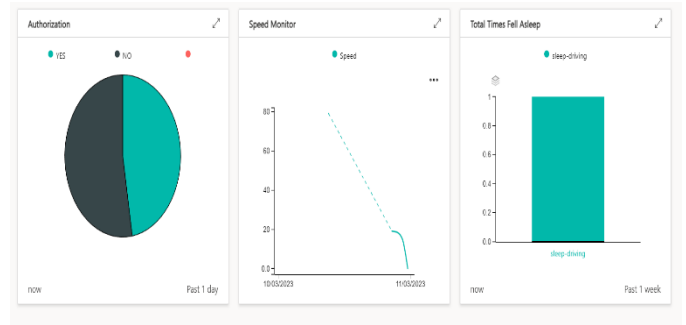 Authorization
YES
NO
now
Past 1 day
Speed Monitor
Speed
80
60
40
20
0.0
10/03/2023
11/03/2023
Total Times Fell Asleep
sleep-driving
1
0.8
0.6
0.4
0.2
0.0
sleep-driving
now
Past 1 week